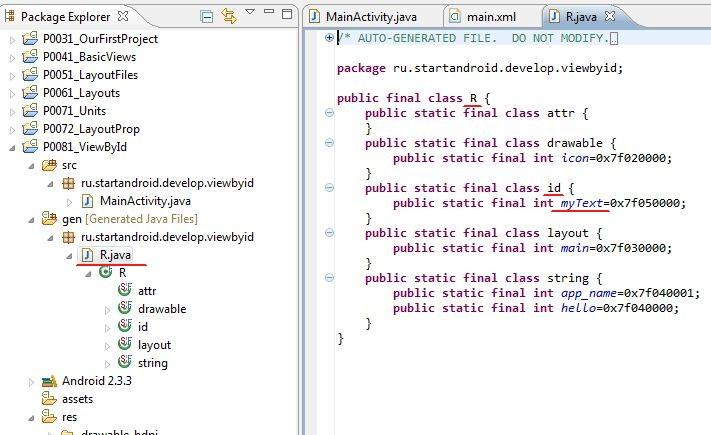 Package Explorer
P0031_OurFirstProject
P0041_BasicViews
P0051_LayoutFiles
P0061_Layouts
P0071_Units
P0072_LayoutProp
P0081_ViewById
src
ru.startandroid.develop.viewbyid
MainActivity.java
gen [Generated Java Files]
ru.startandroid.develop.viewbyid
R.java
R
attr
drawable
id
layout
string
Android 2.3.3
assets
res
drawable-hdpi
MainActivity.java
main.xml
R.java
/* AUTO-GENERATED FILE.  DO NOT MODIFY.
package ru.startandroid.develop.viewbyid;
public final class R {
public static final class attr {
}
public static final class drawable {
public static final int icon=0x7f020000;
}
public static final class id {
public static final int myText=0x7f050000;
}
public static final class layout {
public static final int main=0x7f030000;
}
public static final class string {
public static final int app_name=0x7f040001;
public static final int hello=0x7f040000;
}
}